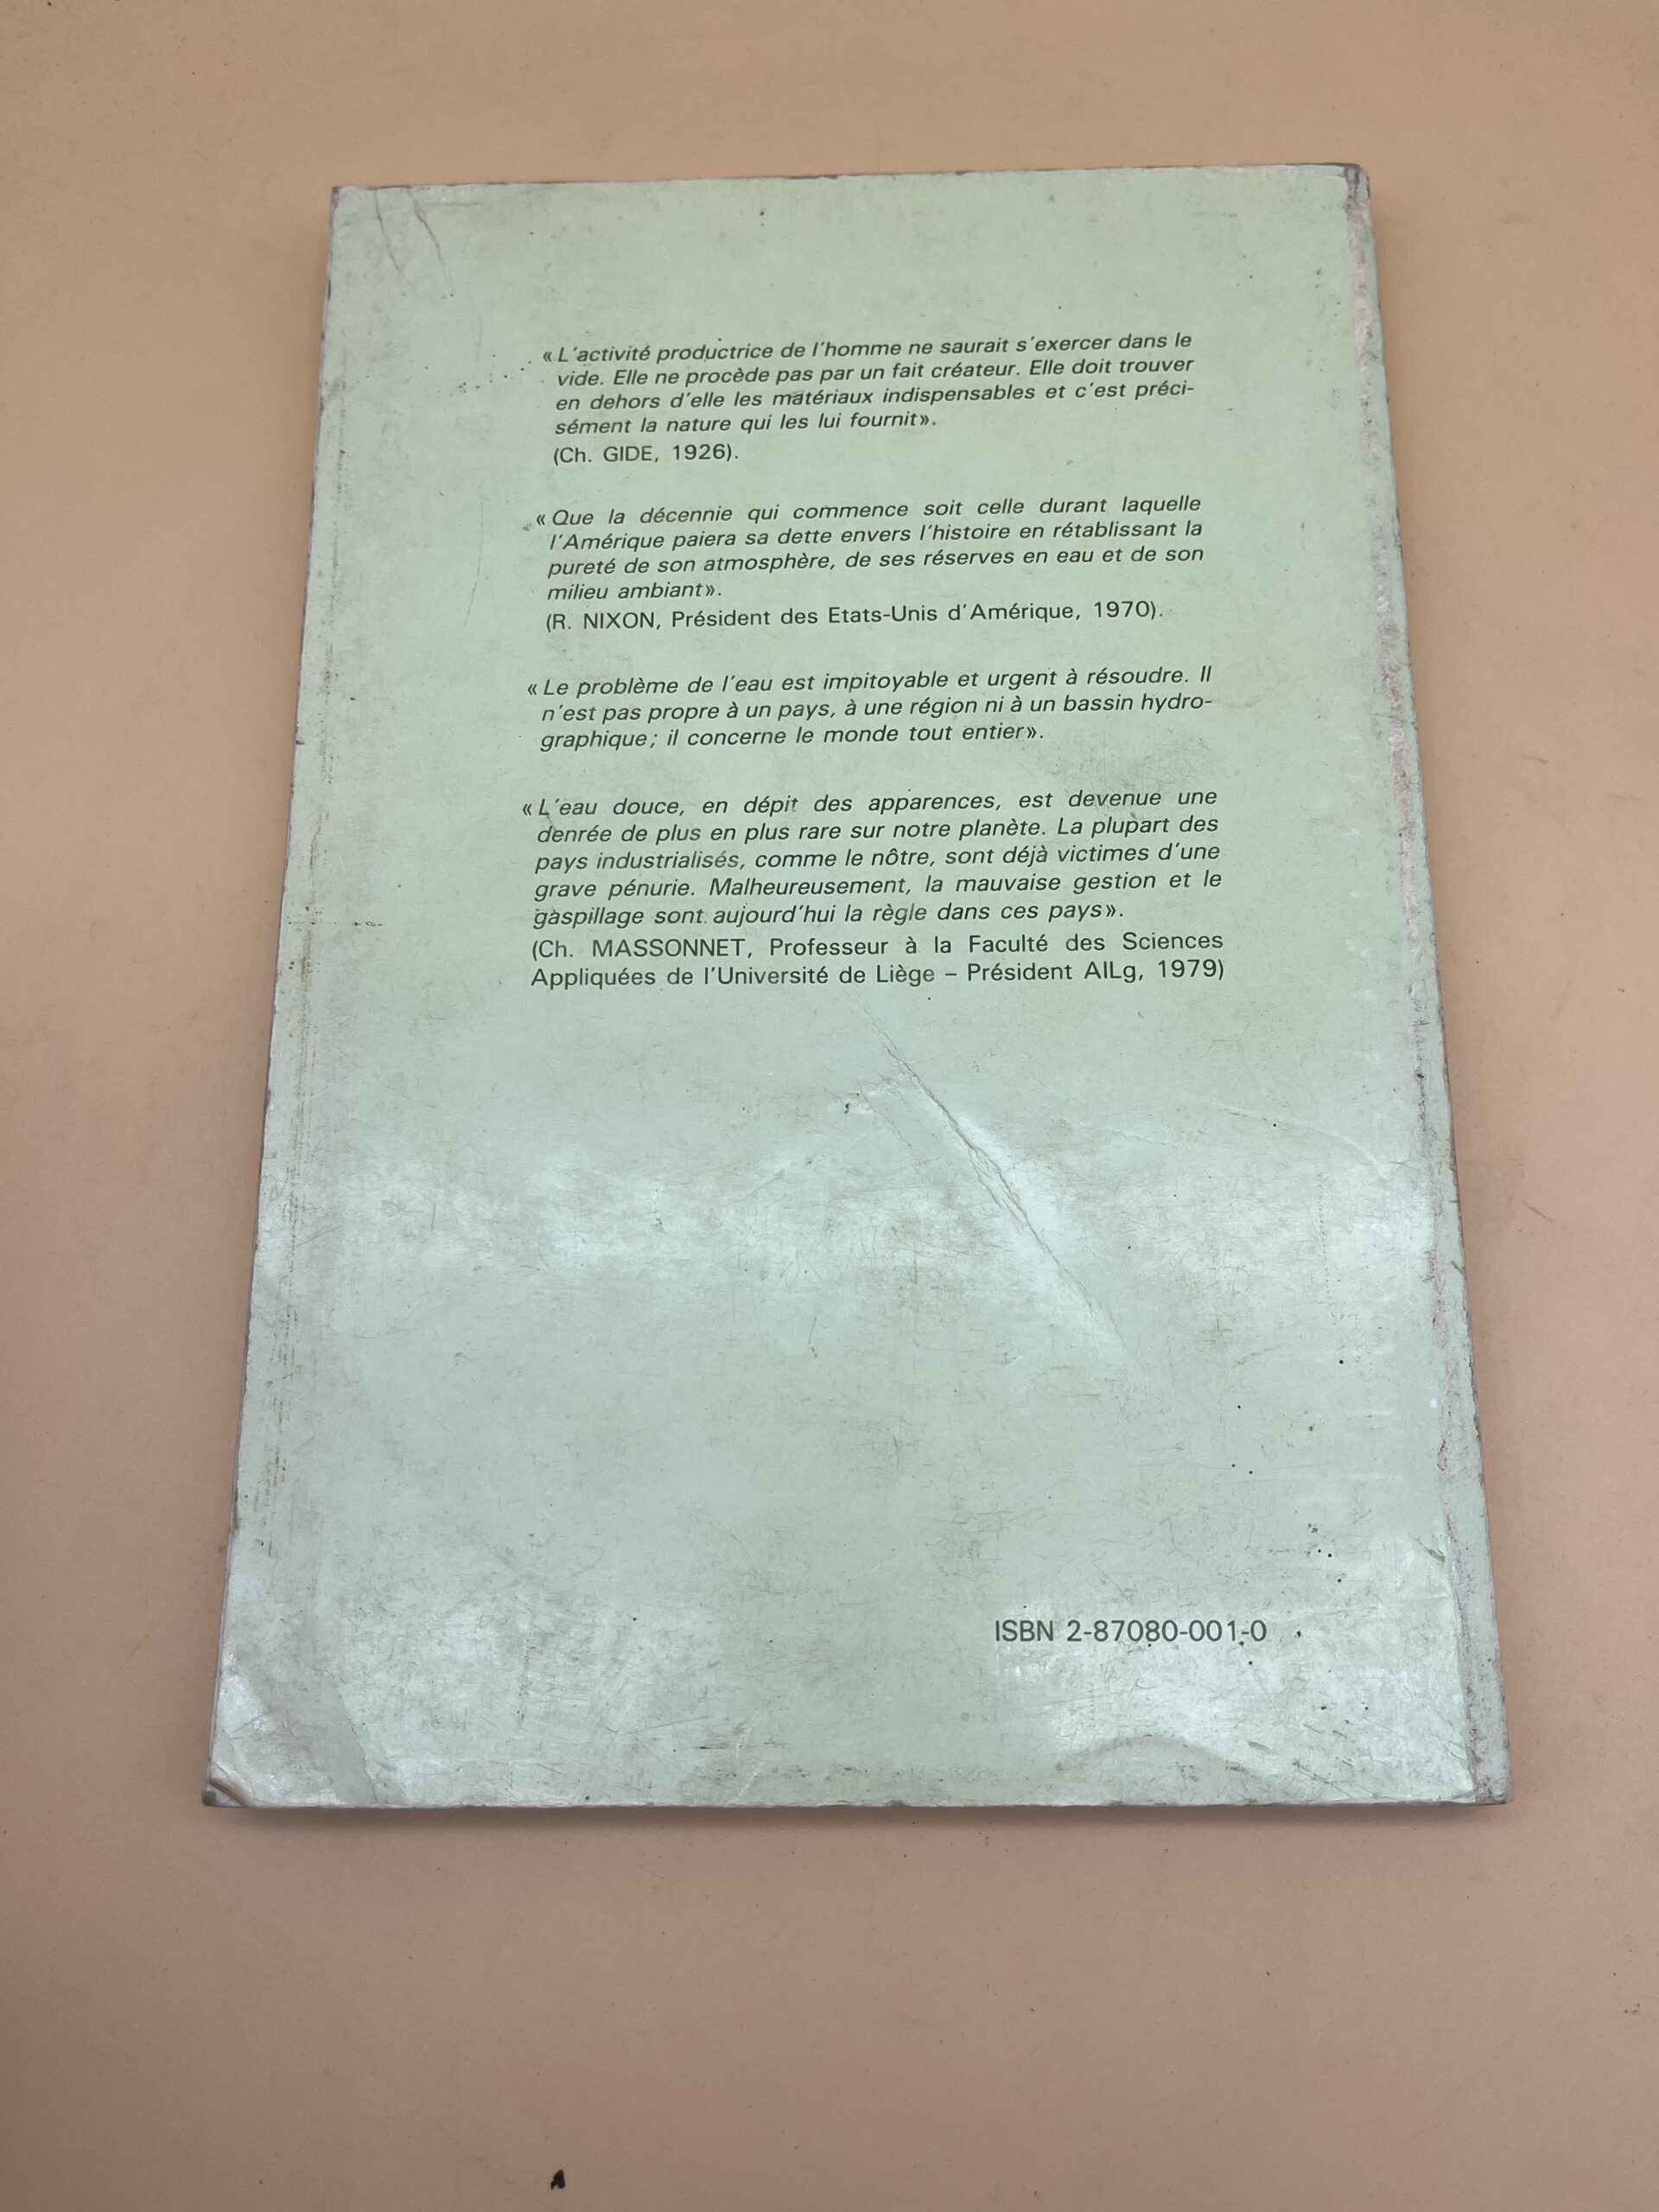 « L'activité productrice de l'homme ne saurait s'exercer dans le
vide. Elle ne procède pas par un fait créateur. Elle doit trouver
en dehors d'elle les matériaux indispensables et c'est préci-
sément la nature qui les lui fournit».
(Ch. GIDE, 1926).
« Que la décennie qui commence soit celle durant laquelle
l'Amérique paiera sa dette envers l'histoire en rétablissant la
pureté de son atmosphère, de ses réserves en eau et de son
milieu ambiant».
(R. NIXON, Président des Etats-Unis d'Amérique, 1970).
« Le problème de l'eau est impitoyable et urgent à résoudre. Il
n'est pas propre à un pays, à une région ni à un bassin hydro-
graphique; il concerne le monde tout entier».
« L'eau douce, en dépit des apparences, est devenue une
denrée de plus en plus rare sur notre planète. La plupart des
pays industrialisés, comme le nôtre, sont déjà victimes d'une
grave pénurie. Malheureusement, la mauvaise gestion et le
gaspillage sont aujourd'hui la règle dans ces pays».
(Ch. MASSONNET, Professeur à la Faculté des Sciences
Appliquées de l'Université de Liège – Président AILg, 1979)
ISBN 2-87080-001-0